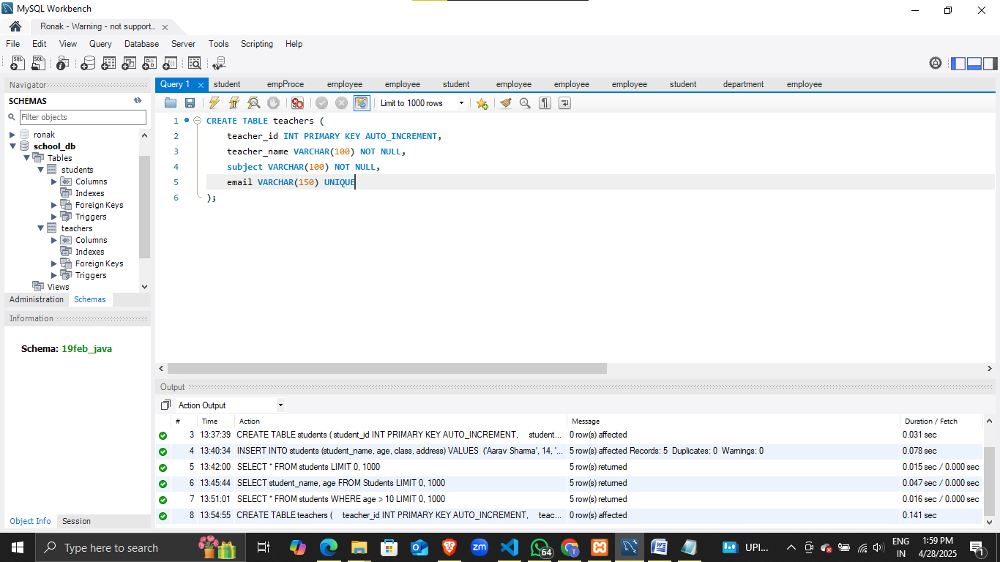 MySQL Workbench
Ronak - Warning - not support...
File Edit View Query Database Server Tools Scripting Help
Navigator
SCHEMAS
Filter objects
ronak
school_db
Tables
students
Columns
Indexes
Foreign Keys
Triggers
teachers
Columns
Indexes
Foreign Keys
Triggers
Views
Administration Schemas
Information
Schema: 19feb_java
Object Info Session
Query 1 student empProce employee employee student employee employee employee student department employee
Limit to 1000 rows
1 CREATE TABLE teachers (
2 teacher_id INT PRIMARY KEY AUTO_INCREMENT,
3 teacher_name VARCHAR(100) NOT NULL,
4 subject VARCHAR(100) NOT NULL,
5 email VARCHAR(150) UNIQUE
6 );
Output
Action Output
# Time Action Message Duration / Fetch
3 13:37:39 CREATE TABLE students ( student_id INT PRIMARY KEY AUTO_INCREMENT, student... 0 row(s) affected 0.031 sec
4 13:40:34 INSERT INTO students (student_name, age, class, address) VALUES ('Aarav Sharma', 14, '... 5 row(s) affected Records: 5 Duplicates: 0 Warnings: 0 0.078 sec
5 13:42:00 SELECT * FROM students LIMIT 0, 1000 5 row(s) returned 0.015 sec / 0.000 sec
6 13:45:44 SELECT student_name, age FROM Students LIMIT 0, 1000 5 row(s) returned 0.047 sec / 0.000 sec
7 13:51:01 SELECT * FROM students WHERE age > 10 LIMIT 0, 1000 5 row(s) returned 0.016 sec / 0.000 sec
8 13:54:55 CREATE TABLE teachers ( teacher_id INT PRIMARY KEY AUTO_INCREMENT, teac... 0 row(s) affected 0.141 sec
Type here to search
zm
64
UPI...
ENG
IN
1:59 PM
4/28/2025
1